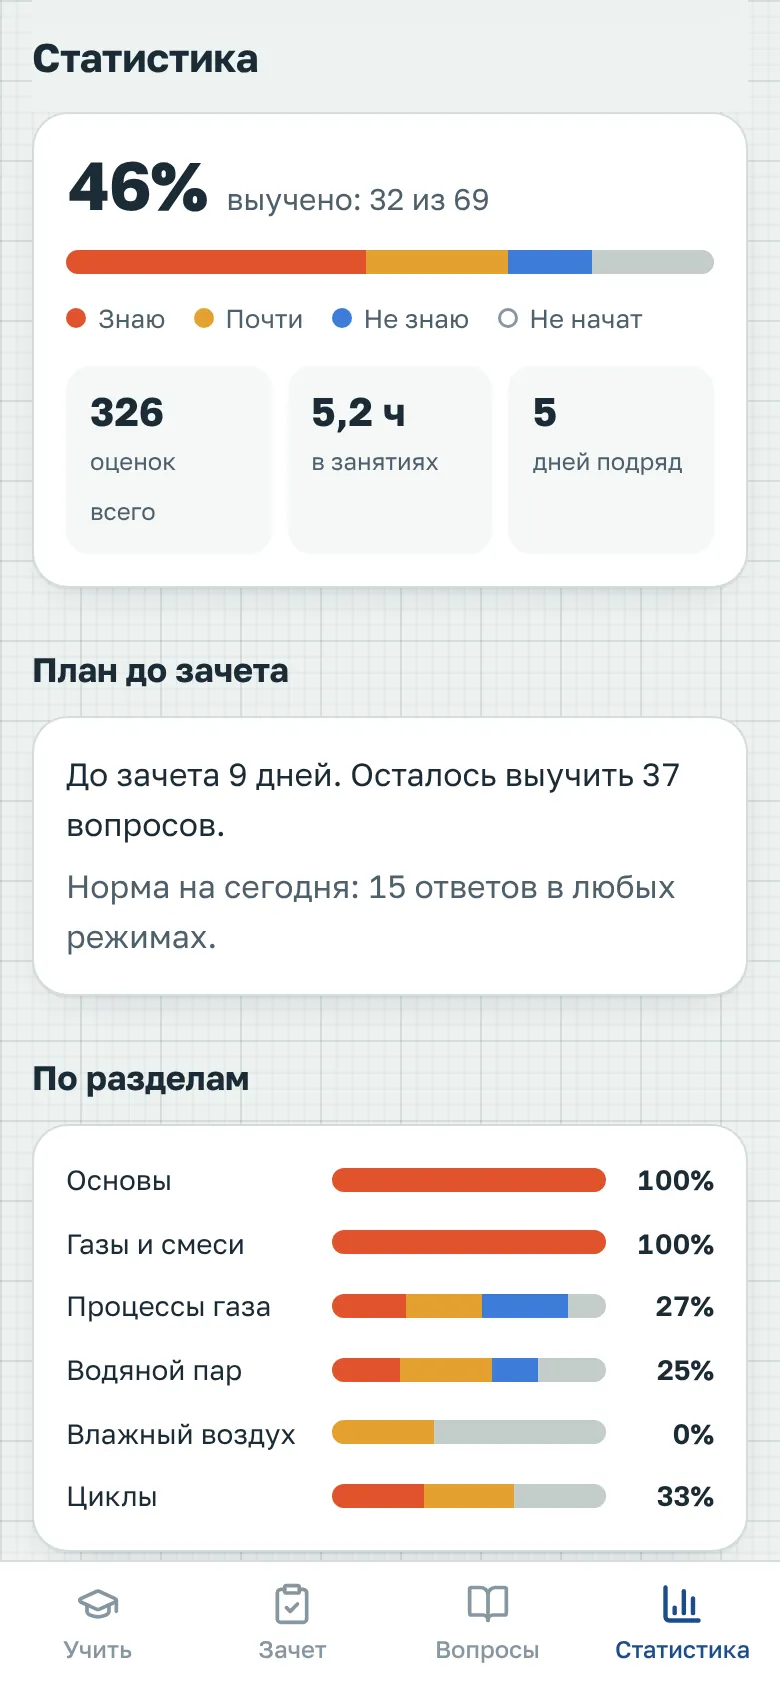 Статистика
46% выучено: 32 из 69
Знаю Почти Не знаю Не начат
326 5,2 ч 5
оценок в занятиях дней подряд
всего
План до зачета
До зачета 9 дней. Осталось выучить 37
вопросов.
Норма на сегодня: 15 ответов в любых
режимах.
По разделам
Основы 100%
Газы и смеси 100%
Процессы газа 27%
Водяной пар 25%
Влажный воздух 0%
Циклы 33%
Учить Зачет Вопросы Статистика